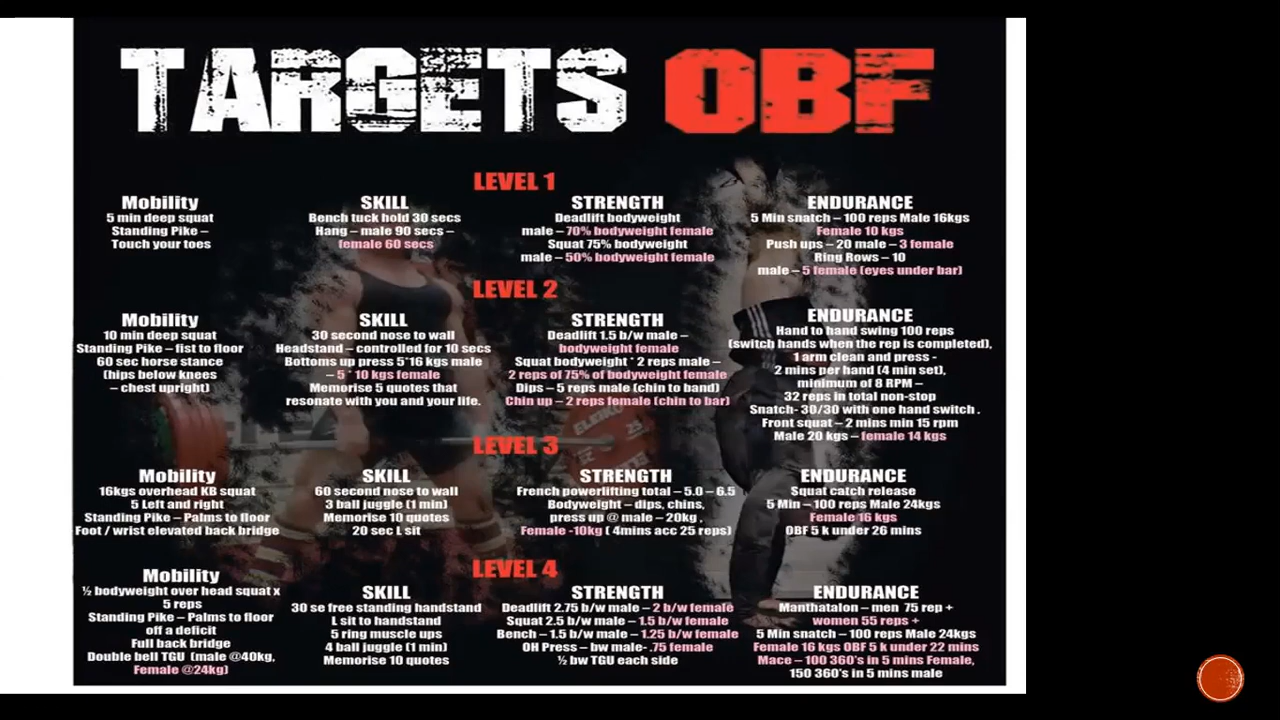 TARGETS OBF
LEVEL 1
Mobility
5 min deep squat
Standing Pike –
Touch your toes
SKILL
Bench tuck hold 30 secs
Hang – male 90 secs –
female 60 secs
STRENGTH
Deadlift bodyweight
male – 70% bodyweight female
Squat 75% bodyweight
male – 50% bodyweight female
ENDURANCE
5 Min snatch – 100 reps Male 16kgs
Female 10 kgs
Push ups – 20 male – 3 female
Ring Rows – 10
male – 5 female (eyes under bar)
LEVEL 2
Mobility
10 min deep squat
Standing Pike – fist to floor
60 sec horse stance
(hips below knees
– chest upright)
SKILL
30 second nose to wall
Headstand – controlled for 10 secs
Bottoms up press 5*16 kgs male
– 5 * 10 kgs female
Memorise 5 quotes that
resonate with you and your life.
STRENGTH
Deadlift 1.5 b/w male –
bodyweight female
Squat bodyweight* * 2 reps male –
2 reps of 75% of bodyweight female
Dips – 5 reps male (chin to band)
Chin up – 2 reps female (chin to bar)
ENDURANCE
Hand to hand swing 100 reps
(switch hands when the rep is completed),
1 arm clean and press -
2 mins per hand (4 min set),
minimum of 8 RPM –
32 reps in total non-stop
Snatch- 30/30 with one hand switch .
Front squat – 2 mins min 15 rpm
Male 20 kgs – female 14 kgs
ELEIKO
25
LEVEL 3
Mobility
16kgs overhead KB squat
5 Left and right
Standing Pike – Palms to floor
Foot / wrist elevated back bridge
SKILL
60 second nose to wall
3 ball juggle (1 min)
Memorise 10 quotes
20 sec L sit
STRENGTH
French powerlifting total – 5.0 – 6.5
Bodyweight – dips, chins,
press up @ male – 20kg ,
Female -10kg ( 4mins acc 25 reps)
ENDURANCE
Squat catch release
5 Min – 100 reps Male 24kgs
Female 16 kgs
OBF 5 k under 26 mins
LEVEL 4
Mobility
½ bodyweight over head squat x
5 reps
Standing Pike – Palms to floor
off a deficit
Full back bridge
Double bell TGU (male @40kg,
Female @24kg)
SKILL
30 se free standing handstand
L sit to handstand
5 ring muscle ups
4 ball juggle (1 min)
Memorise 10 quotes
STRENGTH
Deadlift 2.75 b/w male – 2 b/w female
Squat 2.5 b/w male – 1.5 b/w female
Bench – 1.5 b/w male – 1.25 b/w female
OH Press – bw male- .75 female
½ bw TGU each side
ENDURANCE
Manthatalon – men 75 rep +
women 55 reps +
5 Min snatch – 100 reps Male 24kgs
Female 16 kgs OBF 5 k under 22 mins
Mace – 100 360's in 5 mins Female,
150 360's in 5 mins male